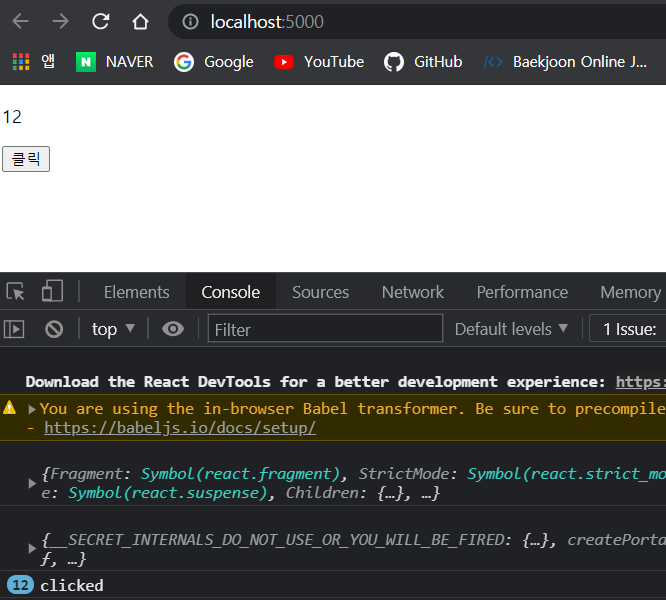 localhost:5000
앱 NAVER Google YouTube GitHub Baekjoon Online J...
12
클릭
Elements Console Sources Network Performance Memory
top Filter Default levels 1 Issue:
Download the React DevTools for a better development experience: https:
You are using the in-browser Babel transformer. Be sure to precompile
- https://babeljs.io/docs/setup/
{Fragment: Symbol(react.fragment), StrictMode: Symbol(react.strict_mo
e: Symbol(react.suspense), Children: {…}, …}
{__SECRET_INTERNALS_DO_NOT_USE_OR_YOU_WILL_BE_FIRED: {…}, createPorta
ƒ, …}
12 clicked